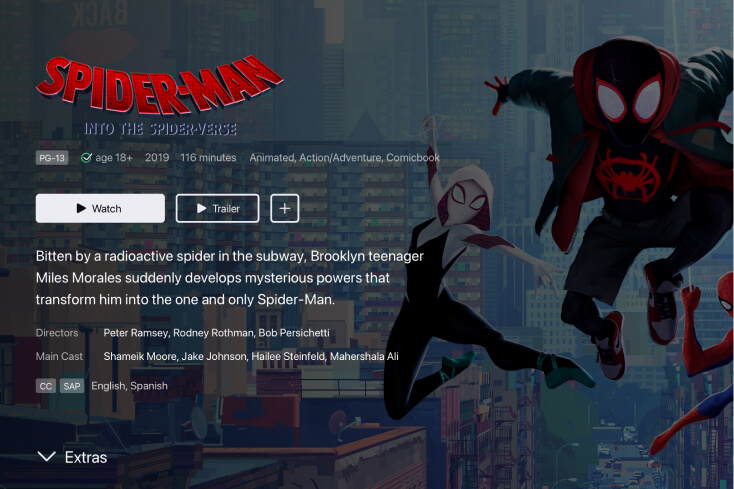 BACK
SPIDER-MAN
INTO THE SPIDER-VERSE
PG-13 age 18+ 2019 116 minutes Animated, Action/Adventure, Comicbook
Watch Trailer +
Bitten by a radioactive spider in the subway, Brooklyn teenager
Miles Morales suddenly develops mysterious powers that
transform him into the one and only Spider-Man.
Directors Peter Ramsey, Rodney Rothman, Bob Persichetti
Main Cast Shameik Moore, Jake Johnson, Hailee Steinfeld, Mahershala Ali
CC SAP English, Spanish
Extras